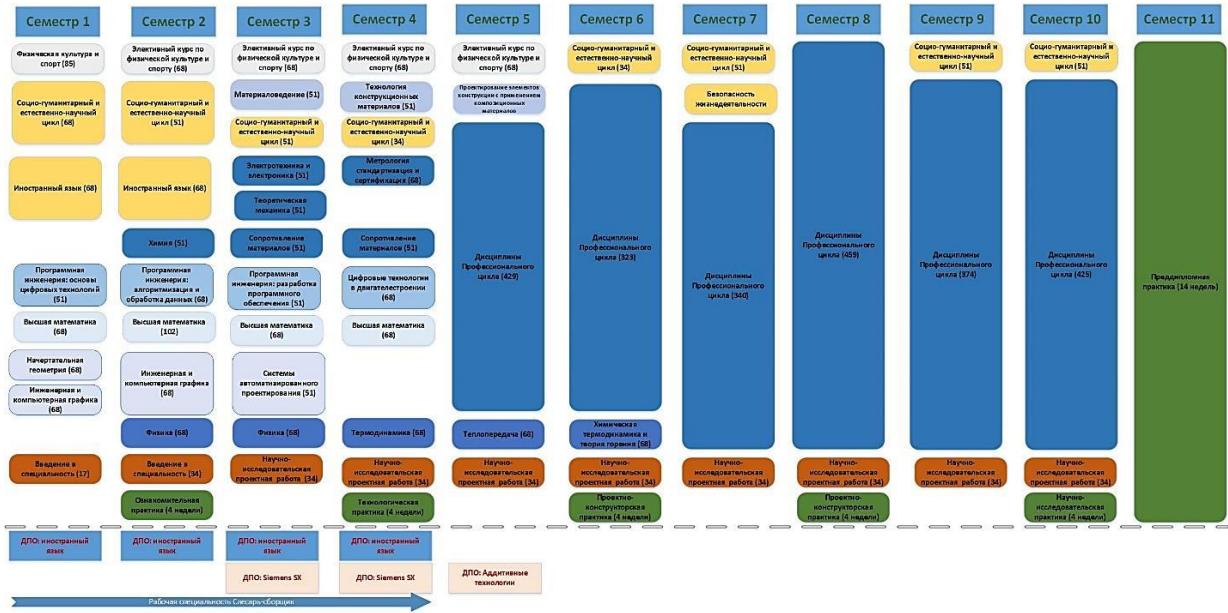 Семестр 1
Семестр 2
Семестр 3
Семестр 4
Семестр 5
Семестр 6
Семестр 7
Семестр 8
Семестр 9
Семестр 10
Семестр 11
Физическая культура и
спорт (85)
Элективный курс по
физической культуре и
спорту (68)
Элективный курс по
физической культуре и
спорту (68)
Элективный курс по
физической культуре и
спорту (68)
Элективный курс по
физической культуре и
спорту (68)
Социо-гуманитарный и
естественно-научный
цикл (34)
Социо-гуманитарный и
естественно-научный
цикл (51)
Социо-гуманитарный и
естественно-научный
цикл (51)
Социо-гуманитарный и
естественно-научный
цикл (51)
Социо-гуманитарный и
естественно-научный
цикл (68)
Социо-гуманитарный и
естественно-научный
цикл (51)
Материаловедение (51)
Технология
конструкционных
материалов (51)
Проектирование элементов
конструкции с применением
композиционных
материалов
Безопасность
жизнедеятельности
Социо-гуманитарный и
естественно-научный цикл
(51)
Социо-гуманитарный и
естественно-научный
цикл (34)
Иностранный язык (68)
Иностранный язык (68)
Электротехника и
электроника (51)
Метрология
стандартизация и
сертификация (68)
Теоретическая
механика (51)
Химия (51)
Сопротивление
материалов (51)
Сопротивление
материалов (51)
Дисциплины
Профессионального
цикла (429)
Дисциплины
Профессионального
цикла (323)
Дисциплины
Профессионального
цикла (340)
Дисциплины
Профессионального
цикла (459)
Дисциплины
Профессионального
цикла (374)
Дисциплины
Профессионального
цикла (425)
Преддипломная
практика (14 недель)
Программная
инженерия: основы
цифровых технологий
(51)
Программная
инженерия:
алгоритмизация и
обработка данных (68)
Программная
инженерия: разработка
программного
обеспечения (51)
Цифровые технологии
в двигателестроении
(68)
Высшая математика
(68)
Высшая математика
(102)
Высшая математика
(68)
Высшая математика
(68)
Начертательная
геометрия (68)
Инженерная и
компьютерная графика
(68)
Инженерная и
компьютерная графика
(68)
Системы
автоматизированного
проектирования (51)
Физика (68)
Физика (68)
Термодинамика (68)
Теплопередача (68)
Химическая
термодинамика и
теория горения (68)
Введение в
специальность (17)
Введение в
специальность (34)
Научно-
исследовательская
проектная работа (34)
Научно-
исследовательская
проектная работа (34)
Научно-
исследовательская
проектная работа (34)
Научно-
исследовательская
проектная работа (34)
Научно-
исследовательская
проектная работа (34)
Научно-
исследовательская
проектная работа (34)
Научно-
исследовательская
проектная работа (34)
Научно-
исследовательская
проектная работа (34)
Ознакомительная
практика (4 недели)
Технологическая
практика (4 недели)
Проектно-
конструкторская
практика (4 недели)
Проектно-
конструкторская
практика (4 недели)
Научно-
исследовательская
практика (4 недели)
ДПО: иностранный
язык
ДПО: иностранный
язык
ДПО: иностранный
язык
ДПО: иностранный
язык
ДПО: Siemens SX
ДПО: Siemens SX
ДПО: Аддитивные
технологии
Рабочая специальность Слесарь-сборщик